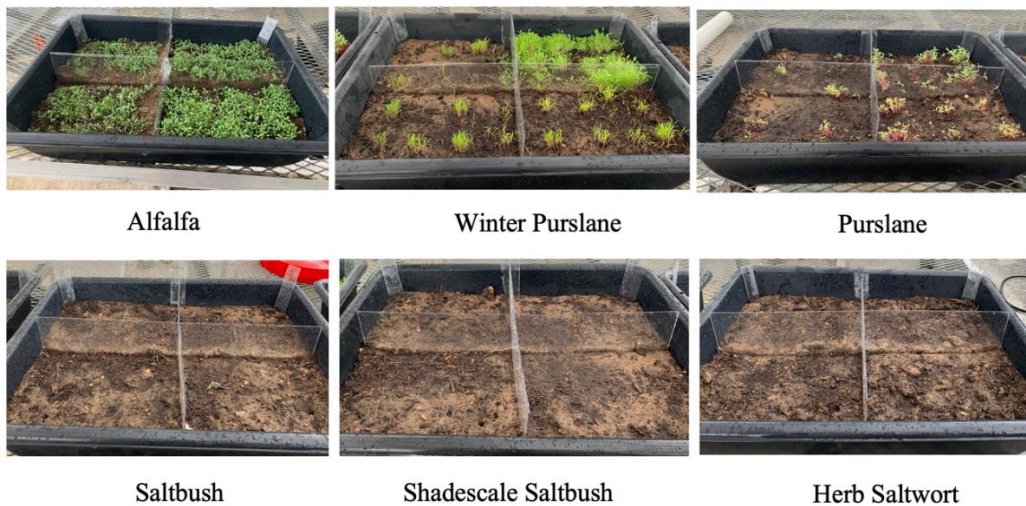 Alfalfa
Winter Purslane
Purslane
Saltbush
Shadescale Saltbush
Herb Saltwort